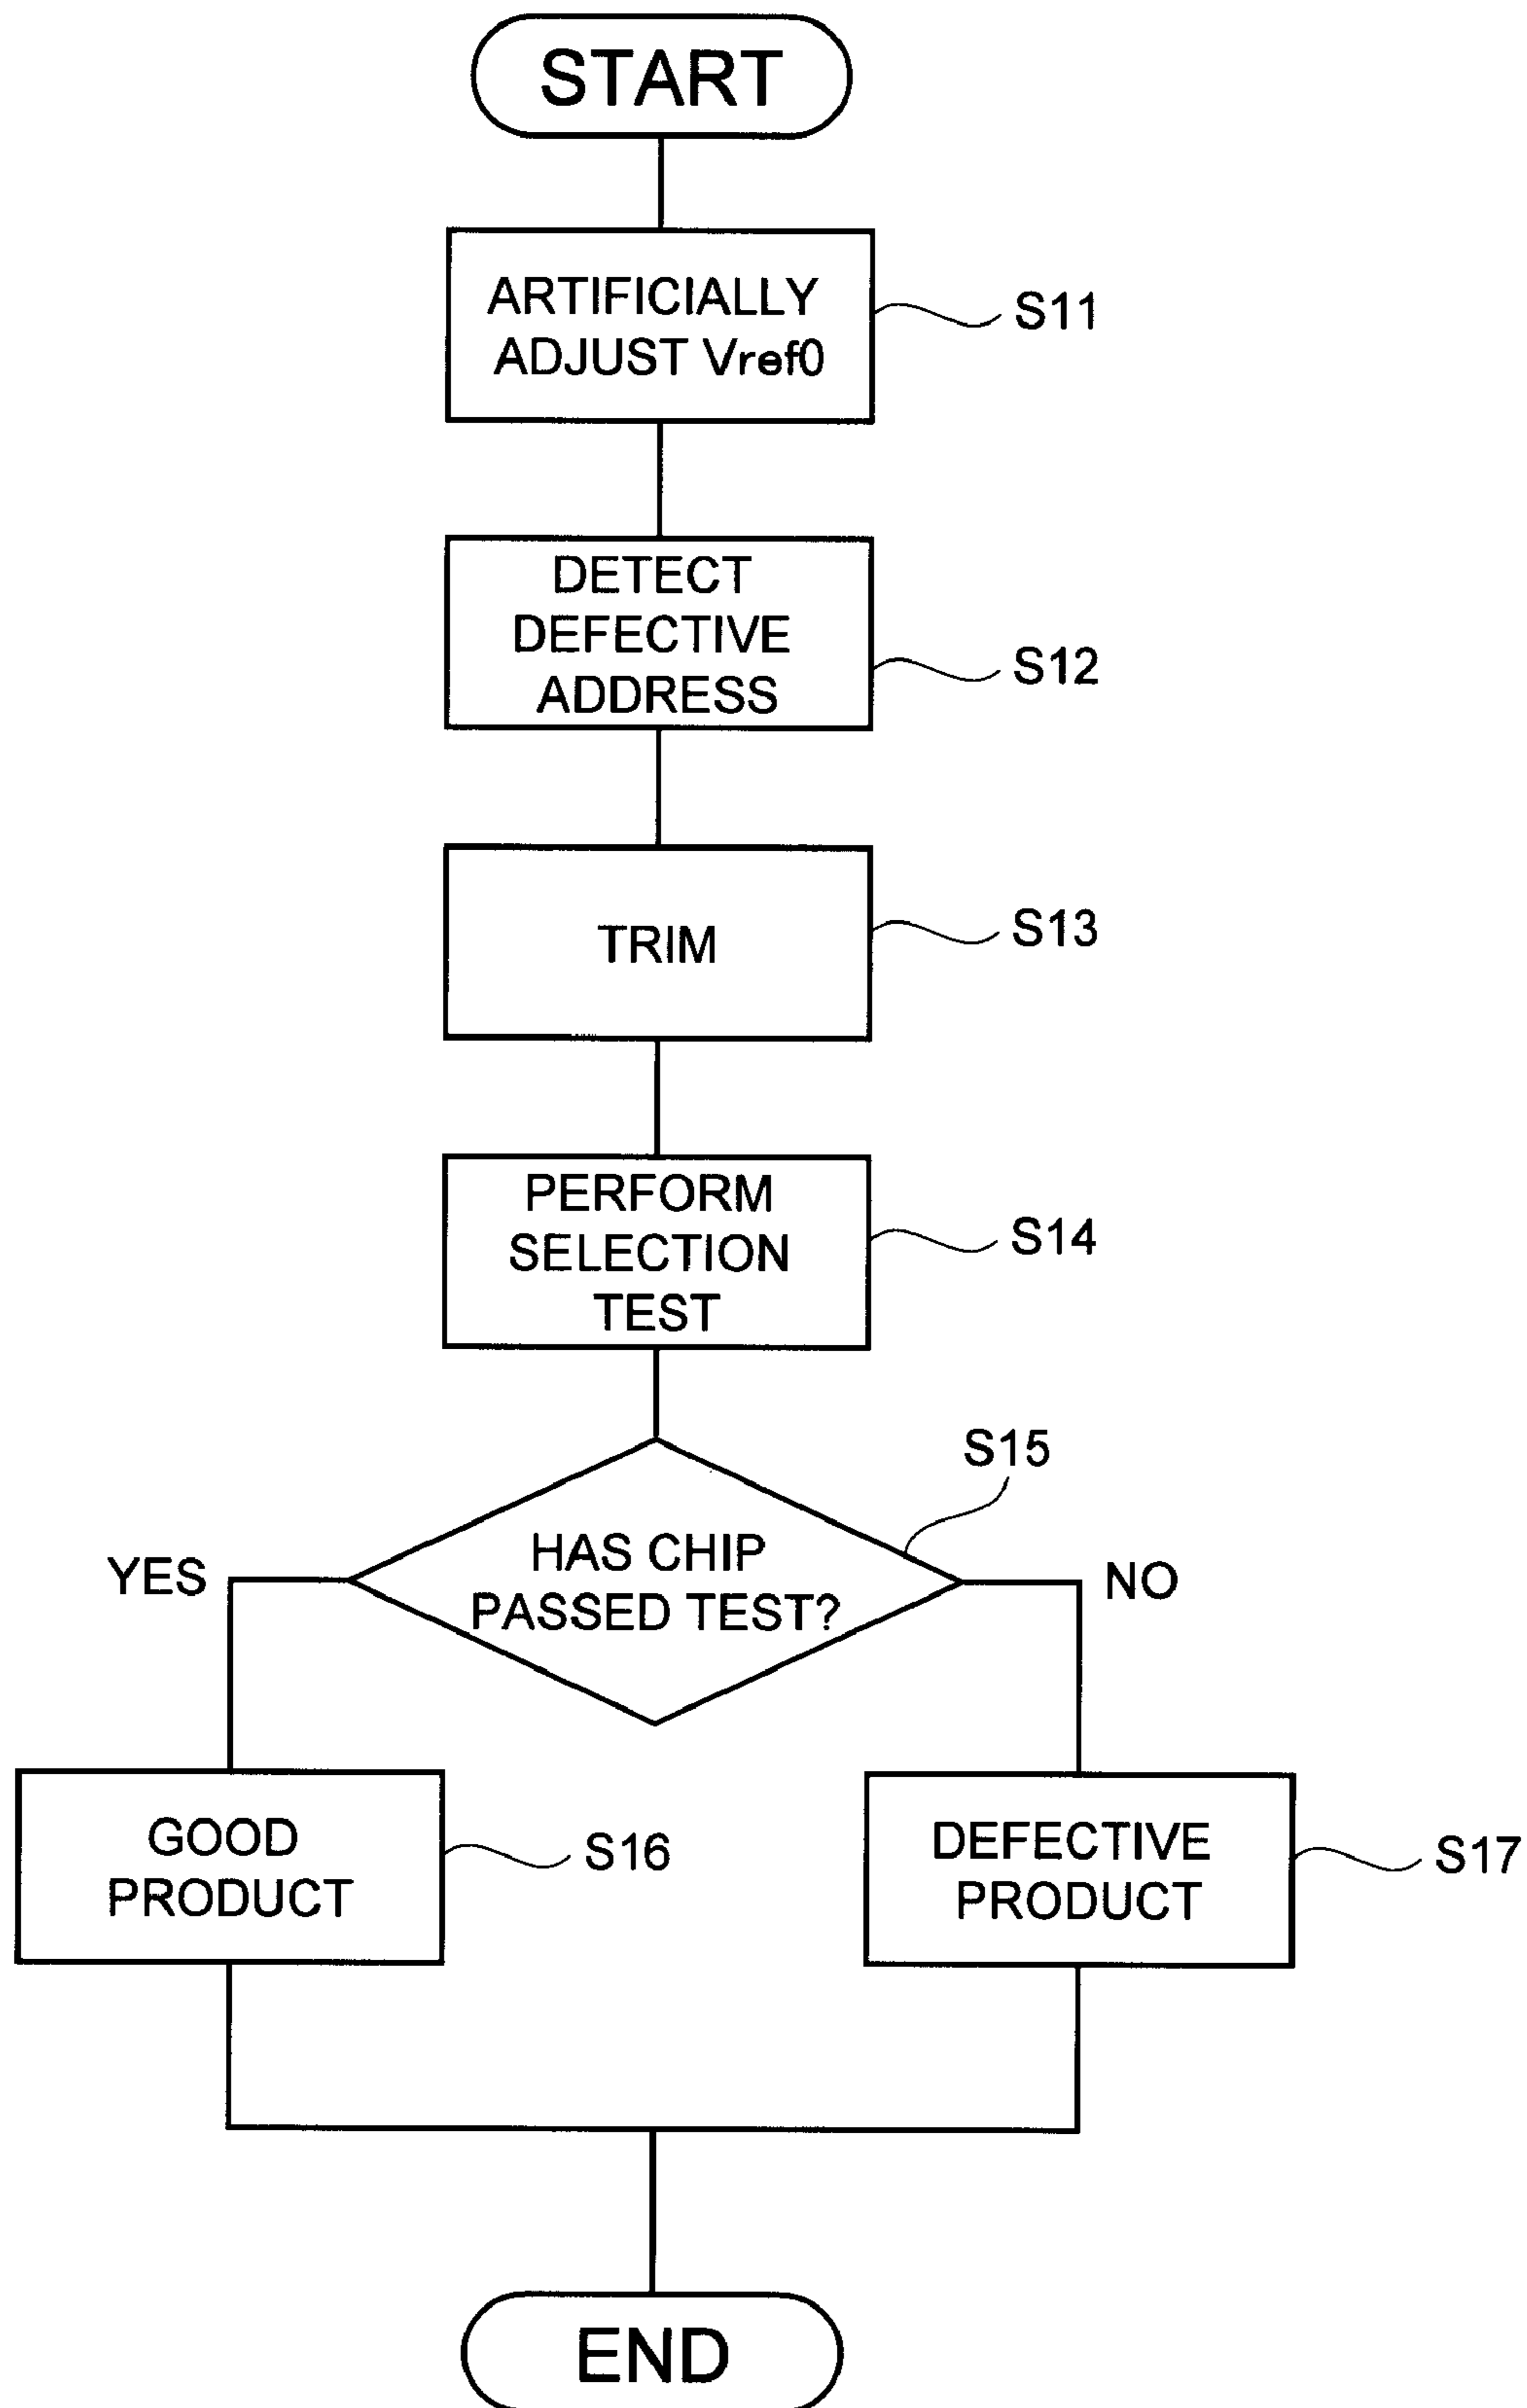 START
ARTIFICIALLY
ADJUST Vref0
S11
DETECT
DEFECTIVE
ADDRESS
S12
TRIM
S13
PERFORM
SELECTION
TEST
S14
S15
HAS CHIP
PASSED TEST?
YES
NO
GOOD
PRODUCT
S16
DEFECTIVE
PRODUCT
S17
END